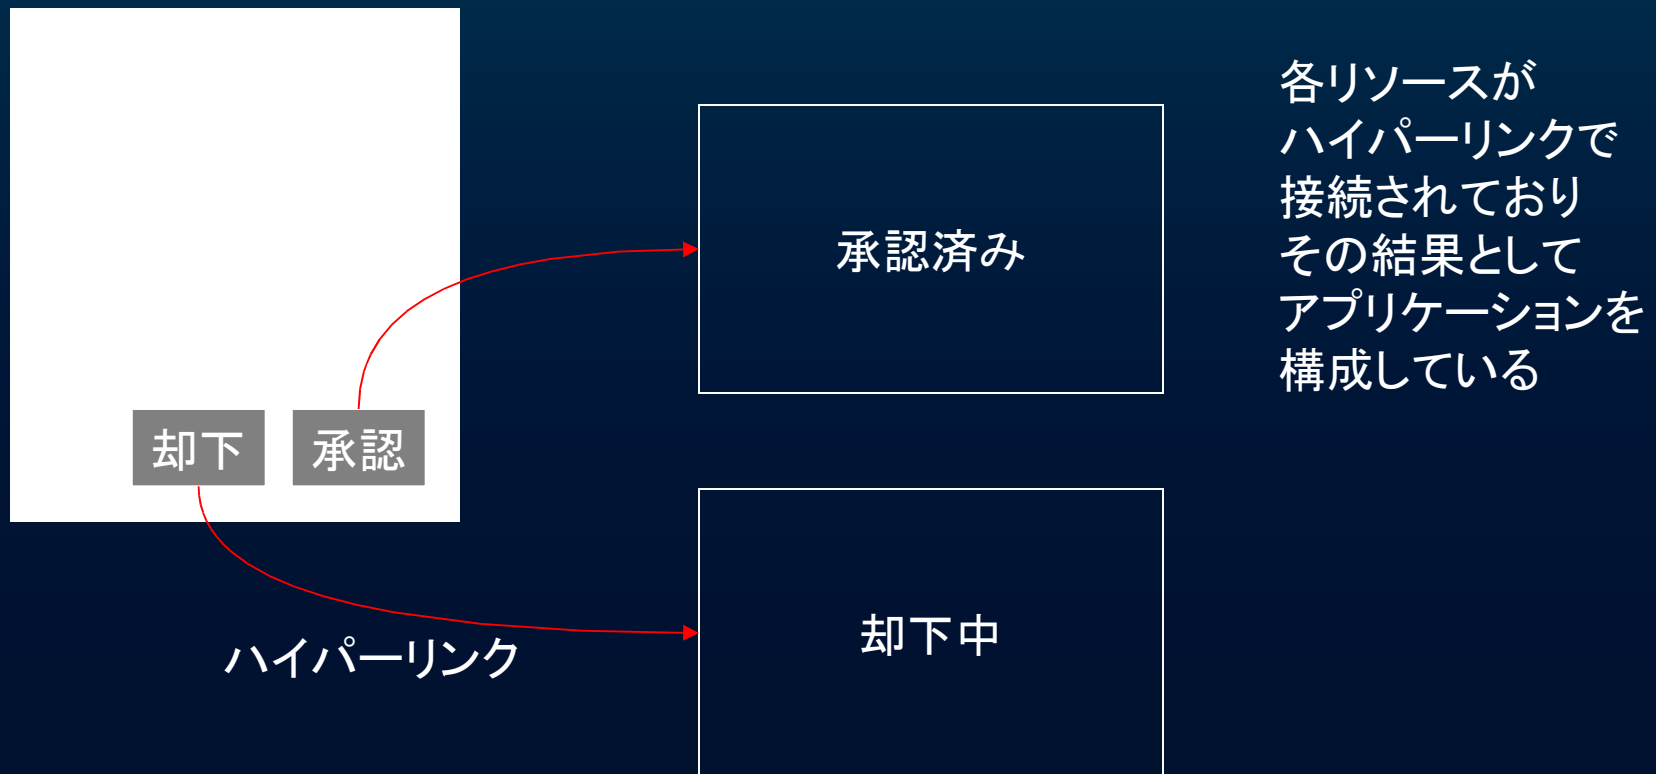 却下
承認
ハイパーリンク
承認済み
却下中
各リソースが
ハイパーリンクで
接続されており
その結果として
アプリケーションを
構成している